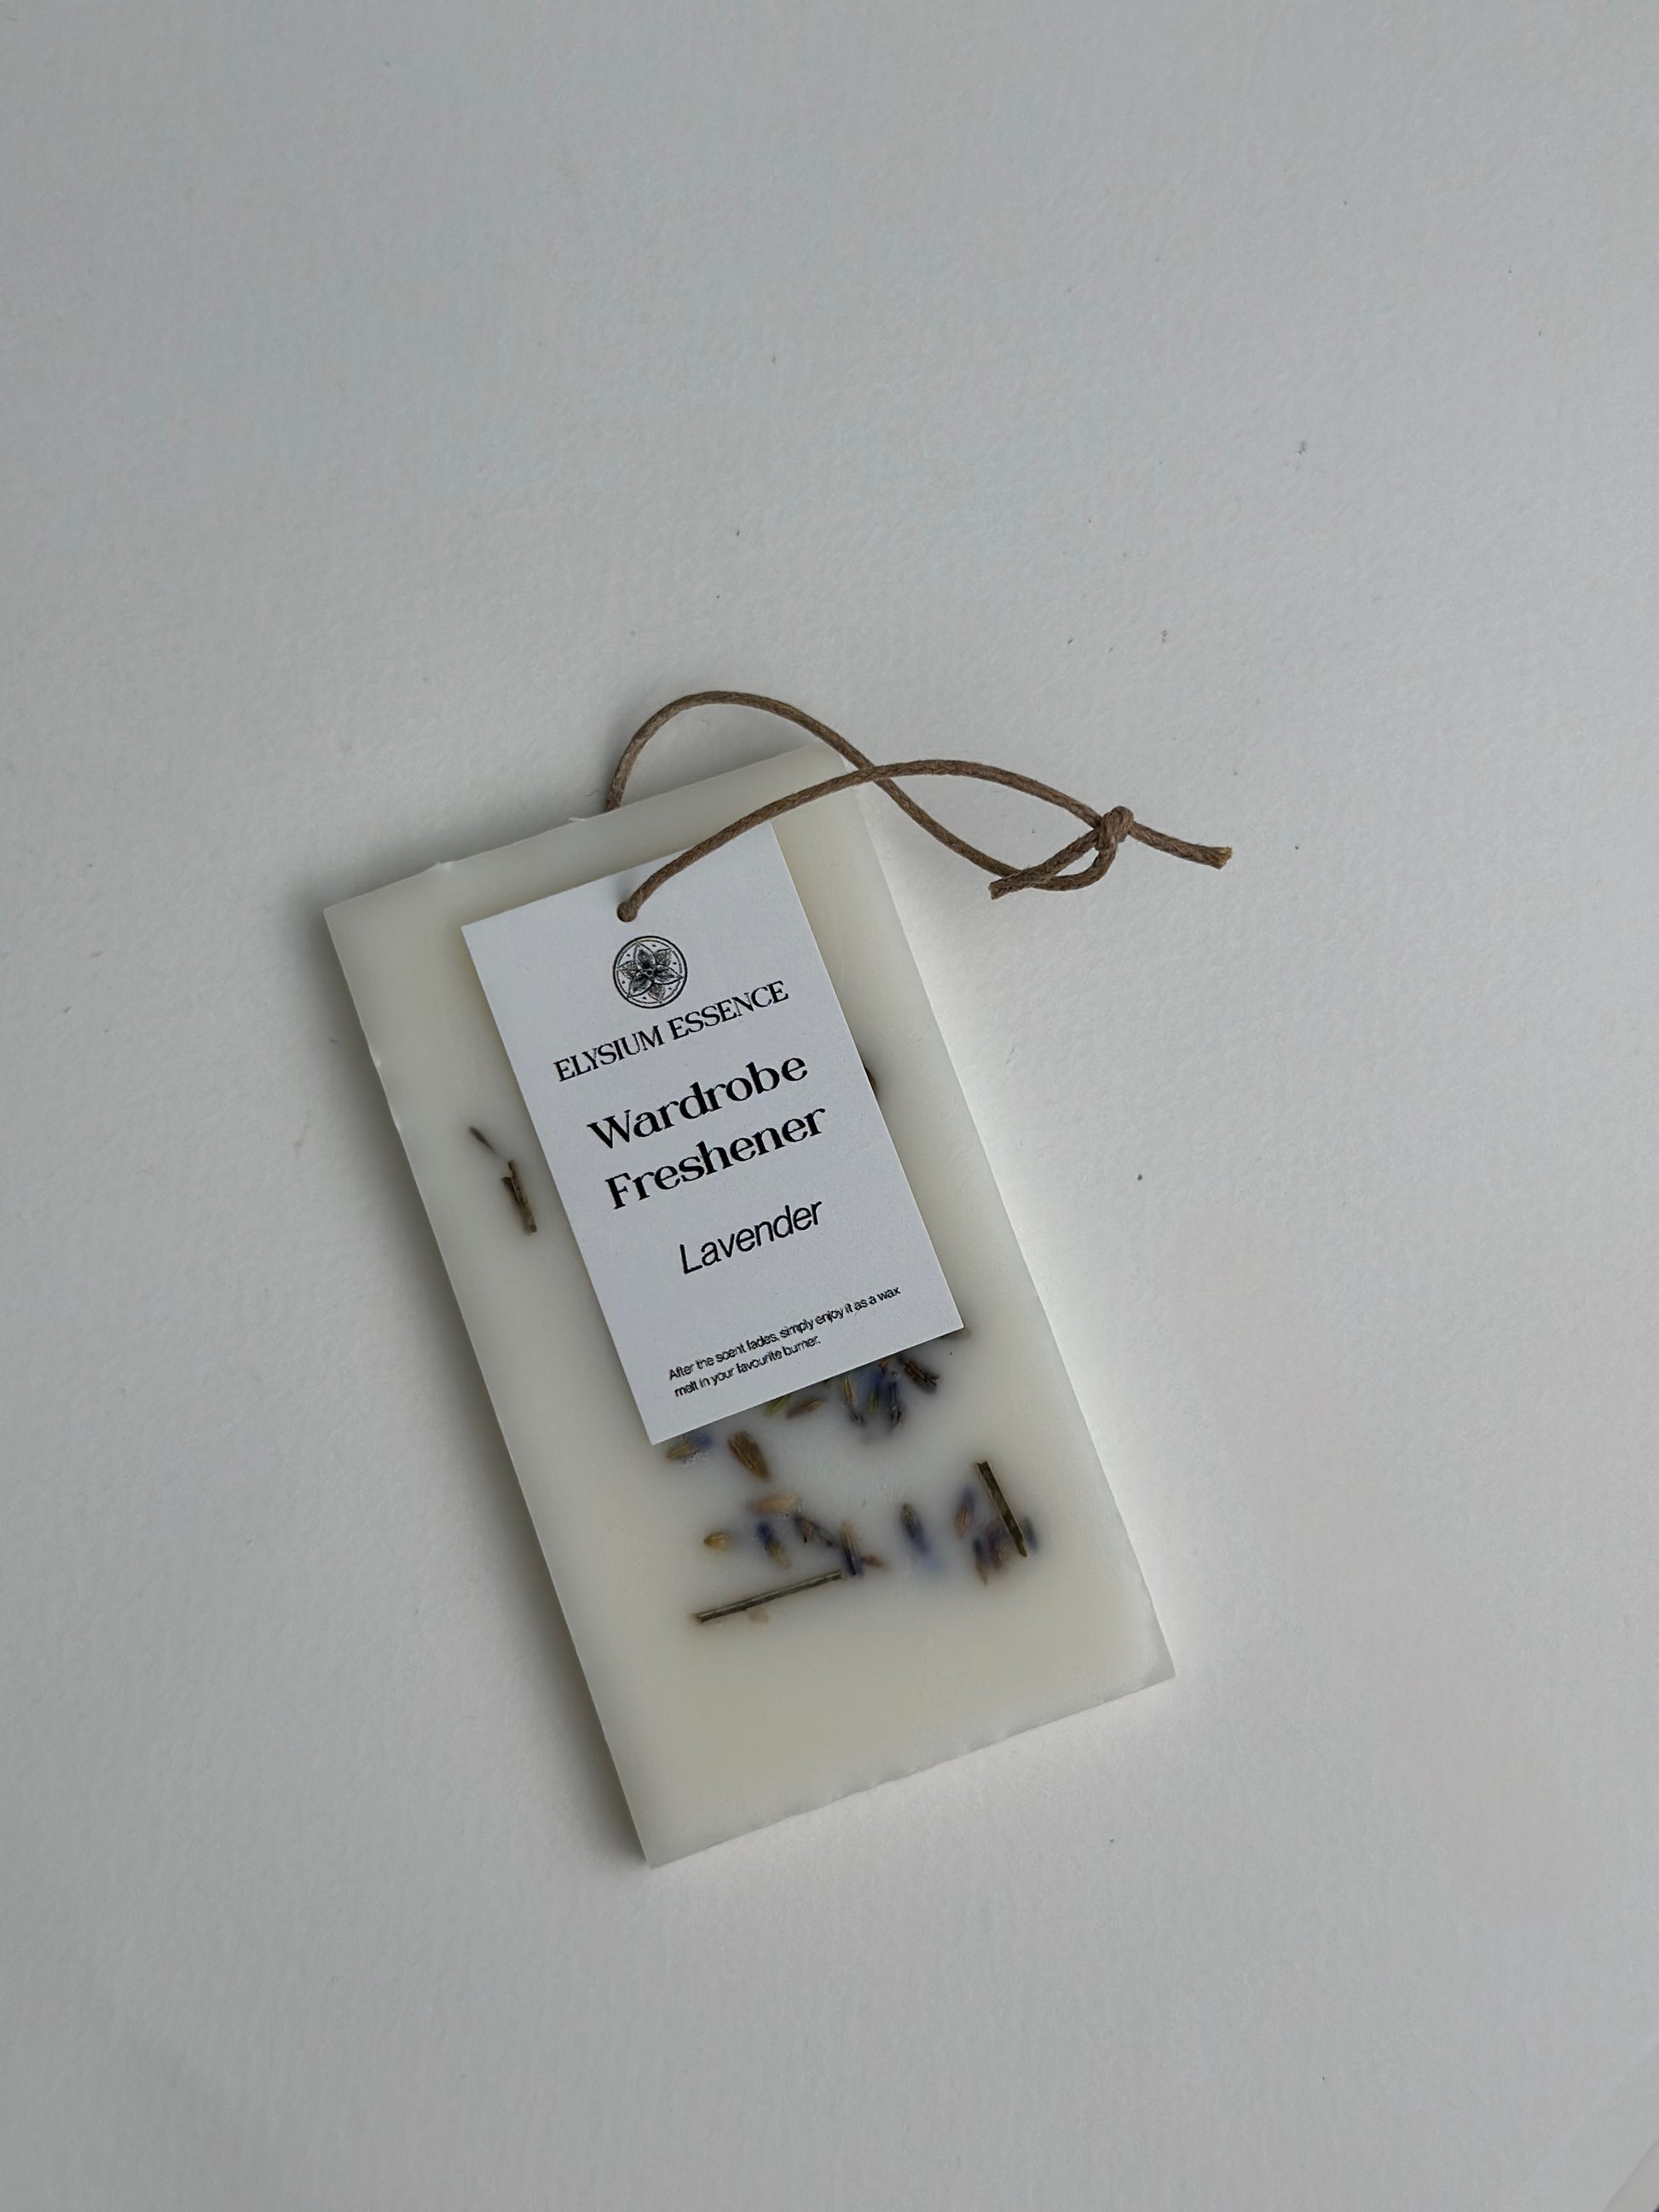 ELYSIUM ESSENCE
Wardrobe
Freshener
Lavender
After the scent fades, simply enjoy it as a wax
melt in your favourite burner.